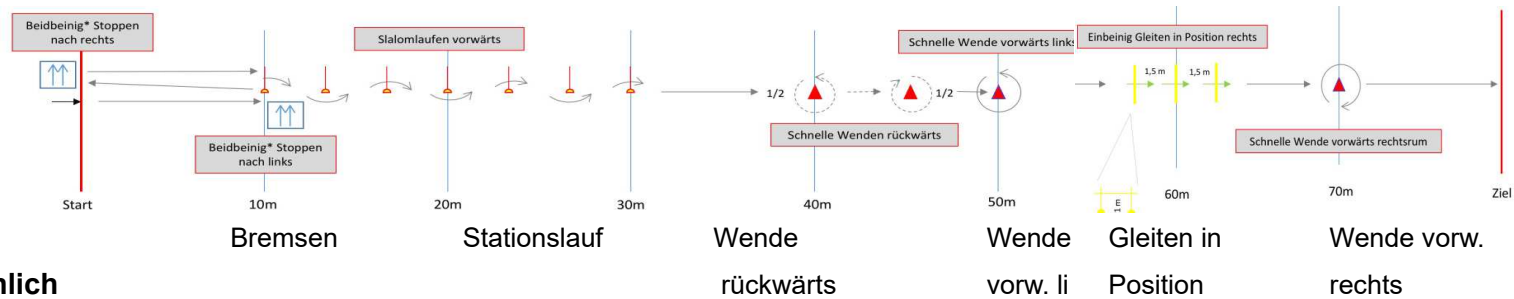 Beidbeinig* Stoppen
nach rechts
Slalomlaufen vorwärts
Schnelle Wende vorwärts links
Einbeinig Gleiten in Position rechts
1,5 m
1,5 m
1/2
1/2
Beidbeinig* Stoppen
nach links
Schnelle Wenden rückwärts
Schnelle Wende vorwärts rechtsrum
1 m
Start
10m
20m
30m
40m
50m
60m
70m
Ziel
Bremsen
Stationslauf
Wende
Wende
Gleiten in
Wende vorw.
nlich
rückwärts
vorw. li
Position
rechts